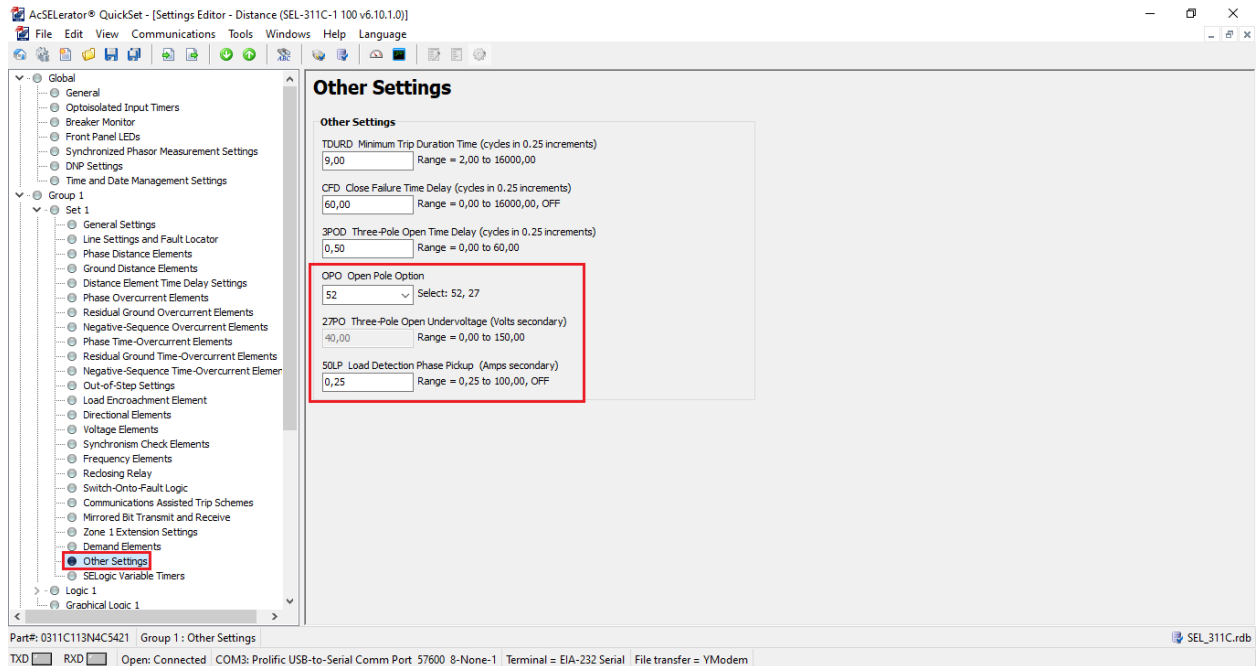 AcSELerator® QuickSet - [Settings Editor - Distance (SEL-311C-1 100 v6.10.1.0)]
File Edit View Communications Tools Windows Help Language
Global
General
Optoisolated Input Timers
Breaker Monitor
Front Panel LEDs
Synchronized Phasor Measurement Settings
DNP Settings
Time and Date Management Settings
Group 1
Set 1
General Settings
Line Settings and Fault Locator
Phase Distance Elements
Ground Distance Elements
Distance Element Time Delay Settings
Phase Overcurrent Elements
Residual Ground Overcurrent Elements
Negative-Sequence Overcurrent Elements
Phase Time-Overcurrent Elements
Residual Ground Time-Overcurrent Elements
Negative-Sequence Time-Overcurrent Elemer
Out-of-Step Settings
Load Encroachment Element
Directional Elements
Voltage Elements
Synchronism Check Elements
Frequency Elements
Reclosing Relay
Switch-Onto-Fault Logic
Communications Assisted Trip Schemes
Mirrored Bit Transmit and Receive
Zone 1 Extension Settings
Demand Elements
Other Settings
SELogic Variable Timers
Logic 1
Graphical Logic 1
Other Settings
Other Settings
TDURD Minimum Trip Duration Time (cycles in 0.25 increments)
9,00 Range = 2,00 to 16000,00
CFD Close Failure Time Delay (cycles in 0.25 increments)
60,00 Range = 0,00 to 16000,00, OFF
3POD Three-Pole Open Time Delay (cycles in 0.25 increments)
0,50 Range = 0,00 to 60,00
OPO Open Pole Option
52 Select: 52, 27
27PO Three-Pole Open Undervoltage (Volts secondary)
40,00 Range = 0,00 to 150,00
50LP Load Detection Phase Pickup (Amps secondary)
0,25 Range = 0,25 to 100,00, OFF
Part#: 0311C113N4C5421 Group 1 : Other Settings SEL_311C.rdb
TXD RXD Open: Connected COM3: Prolific USB-to-Serial Comm Port 57600 8-None-1 Terminal = EIA-232 Serial File transfer = YModem